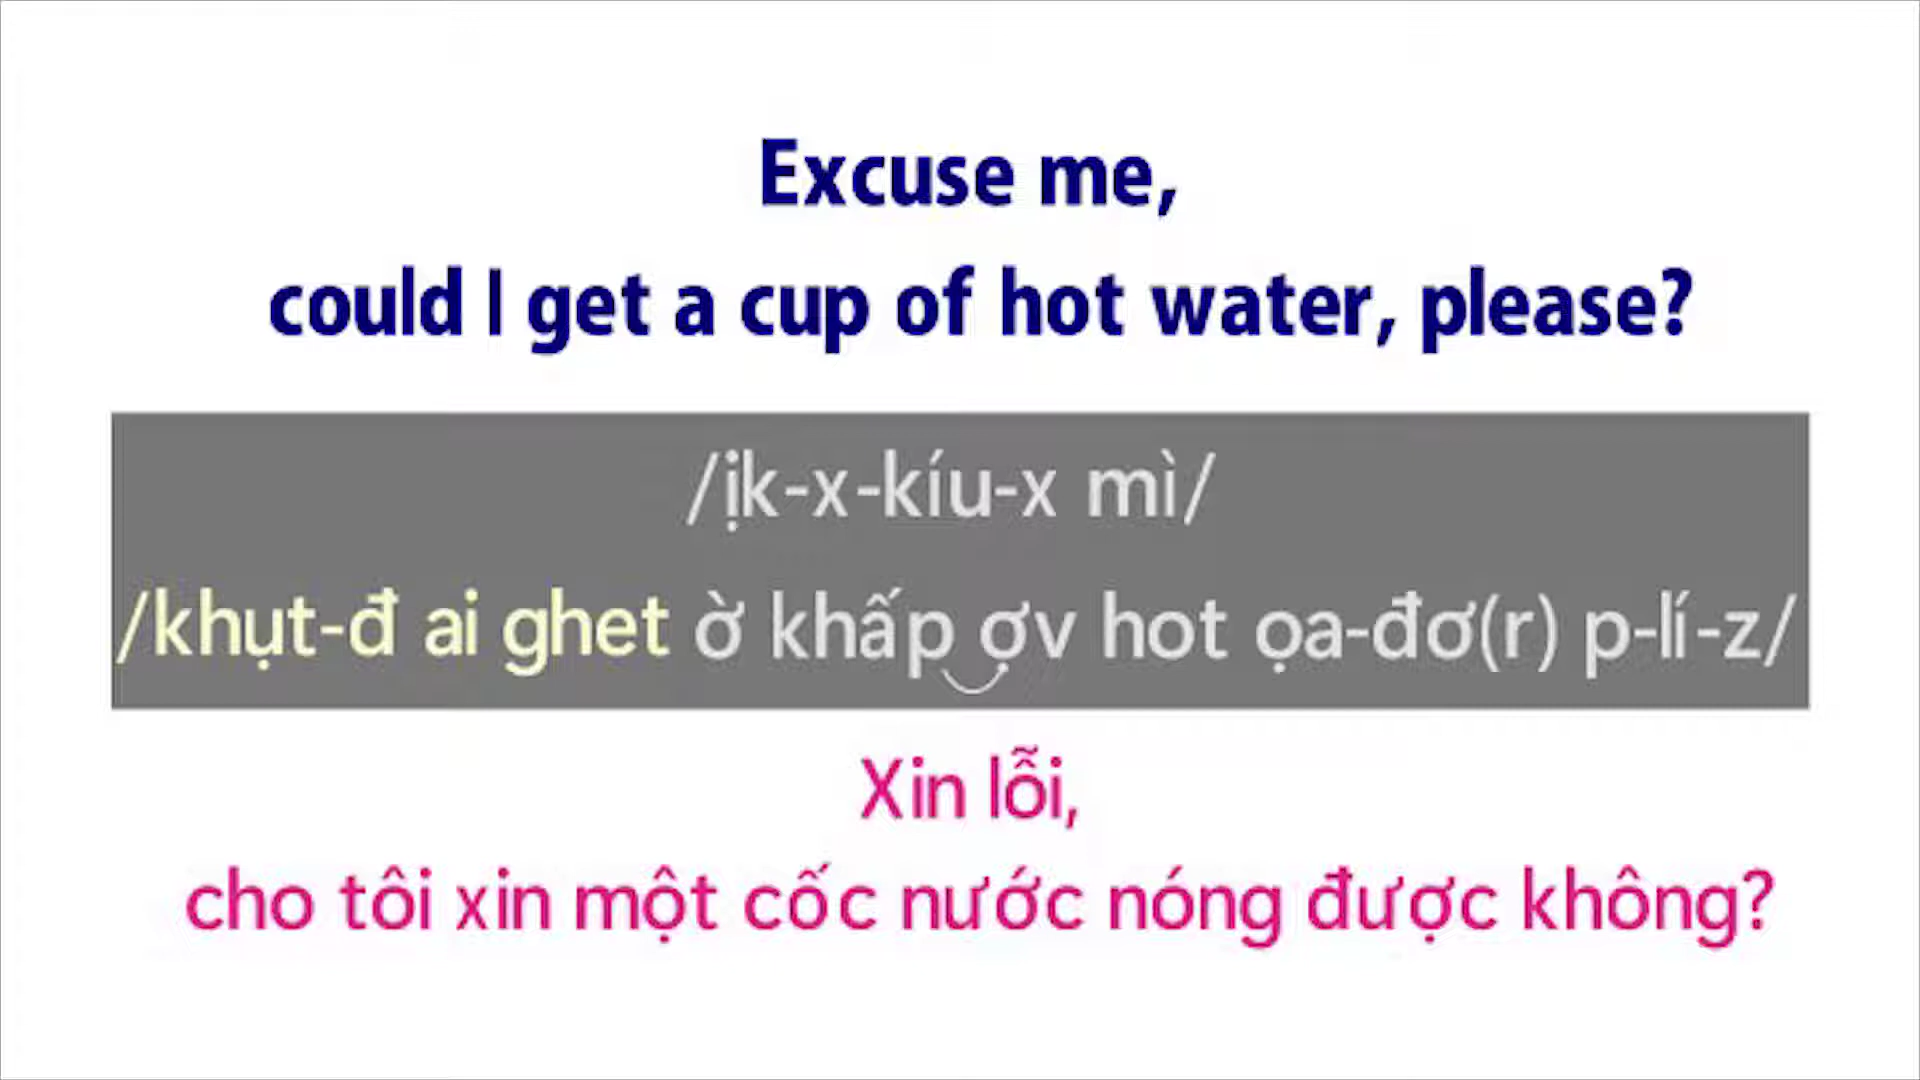 Excuse me,
could I get a cup of hot water, please?
/ịk-x-kíu-x mì/
/khụt-đ ai ghet ờ khấp ợv hot ọa-đơ(r) p-lí-z/
Xin lỗi,
cho tôi xin một cốc nước nóng được không?